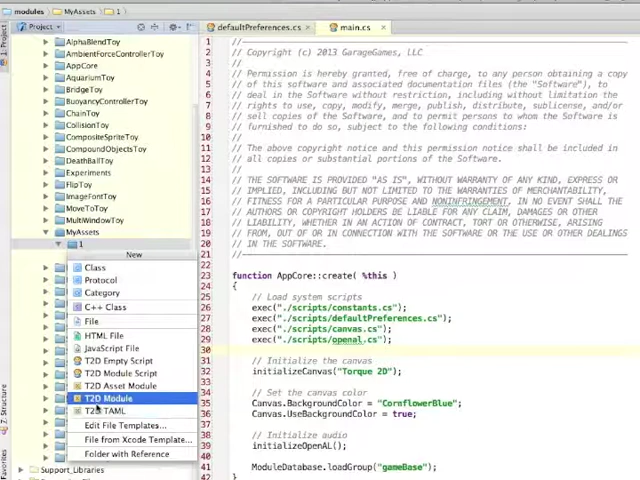 modules
MyAssets
1
Project
defaultPreferences.cs
main.cs
1: Project
Z: Structure
Favorites
AlphaBlendToy
AmbientForceControllerToy
AppCore
AquariumToy
BridgeToy
BuoyancyControllerToy
ChainToy
CollisionToy
CompositeSpriteToy
CompoundObjectsToy
DeathBallToy
Experiments
FlipToy
ImageFontToy
MoveToToy
MultiWindowToy
MyAssets
1
New
Class
Protocol
Category
C++ Class
File
HTML File
JavaScript File
T2D Empty Script
T2D Module Script
T2D Asset Module
T2D Module
T2D TAML
Edit File Templates...
File from Xcode Template...
Folder with Reference
Support_Libraries
1 //
2 // Copyright (c) 2013 GarageGames, LLC
3 //
4 // Permission is hereby granted, free of charge, to any person obtaining a copy
5 // of this software and associated documentation files (the "Software"), to
6 // deal in the Software without restriction, including without limitation the
7 // rights to use, copy, modify, merge, publish, distribute, sublicense, and/or
8 // sell copies of the Software, and to permit persons to whom the Software is
9 // furnished to do so, subject to the following conditions:
10 //
11 // The above copyright notice and this permission notice shall be included in
12 // all copies or substantial portions of the Software.
13 //
14 // THE SOFTWARE IS PROVIDED "AS IS", WITHOUT WARRANTY OF ANY KIND, EXPRESS OR
15 // IMPLIED, INCLUDING BUT NOT LIMITED TO THE WARRANTIES OF MERCHANTABILITY,
16 // FITNESS FOR A PARTICULAR PURPOSE AND NONINFRINGEMENT. IN NO EVENT SHALL THE
17 // AUTHORS OR COPYRIGHT HOLDERS BE LIABLE FOR ANY CLAIM, DAMAGES OR OTHER
18 // LIABILITY, WHETHER IN AN ACTION OF CONTRACT, TORT OR OTHERWISE, ARISING
19 // FROM, OUT OF OR IN CONNECTION WITH THE SOFTWARE OR THE USE OR OTHER DEALINGS
20 // IN THE SOFTWARE.
21 //
22
23 function AppCore::create( %this )
24 {
25 // Load system scripts
26 exec("./scripts/constants.cs");
27 exec("./scripts/defaultPreferences.cs");
28 exec("./scripts/canvas.cs");
29 exec("./scripts/openal.cs");
30
31 // Initialize the canvas
32 initializeCanvas("Torque 2D");
33
34 // Set the canvas color
35 Canvas.BackgroundColor = "CornflowerBlue";
36 Canvas.UseBackgroundColor = true;
37
38 // Initialize audio
39 initializeOpenAL();
40
41 ModuleDatabase.loadGroup("gameBase");
42